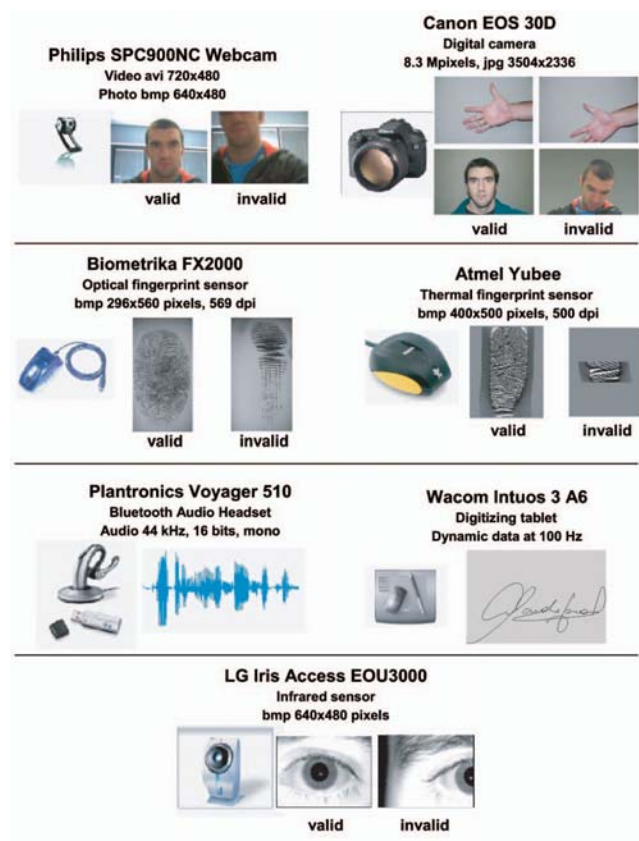 Philips SPC900NC Webcam
Video avi 720x480
Photo bmp 640x480
valid
invalid
Canon EOS 30D
Digital camera
8.3 Mpixels, jpg 3504x2336
valid
invalid
Biometrika FX2000
Optical fingerprint sensor
bmp 296x560 pixels, 569 dpi
valid
invalid
Atmel Yubee
Thermal fingerprint sensor
bmp 400x500 pixels, 500 dpi
valid
invalid
Plantronics Voyager 510
Bluetooth Audio Headset
Audio 44 kHz, 16 bits, mono
Wacom Intuos 3 A6
Digitizing tablet
Dynamic data at 100 Hz
LG Iris Access EOU3000
Infrared sensor
bmp 640x480 pixels
valid
invalid